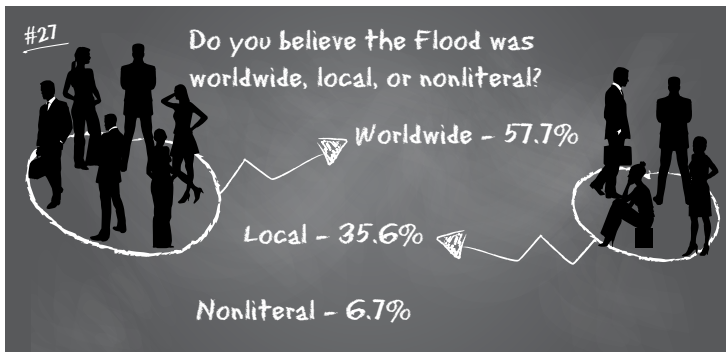 #27
Do you believe the Flood was
worldwide, local, or nonliteral?
Worldwide – 57.7%
Local – 35.6%
Nonliteral – 6.7%